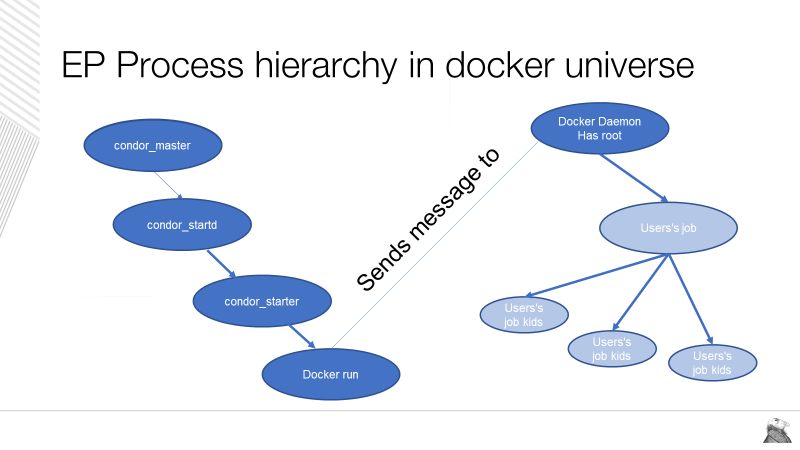 EP Process hierarchy in docker universe
condor_master
condor_startd
condor_starter
Docker run
Sends message to
Docker Daemon
Has root
Users's job
Users's
job kids
Users's
job kids
Users's
job kids